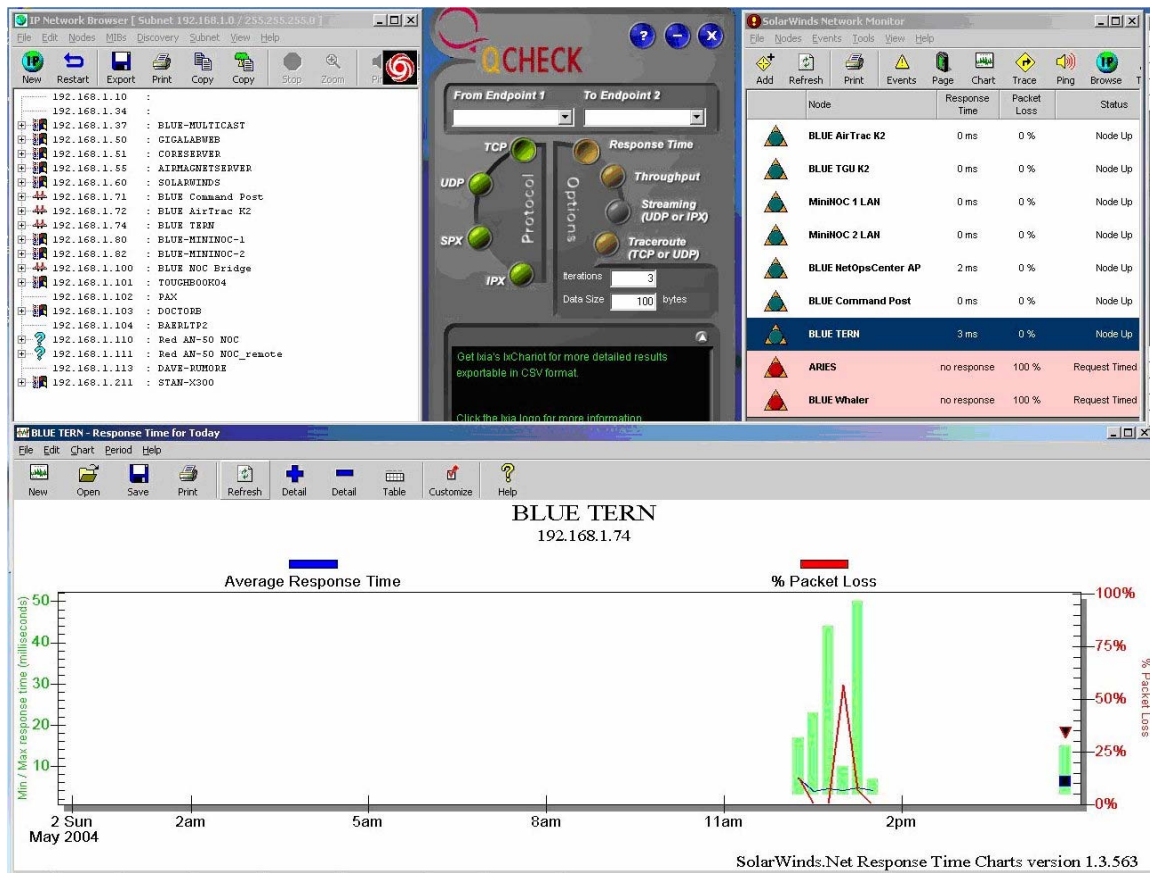 IP Network Browser [ Subnet 192.168.1.0 / 255.255.255.0 ]
File Edit Nodes MIBs Discovery Subnet View Help
New Restart Export Print Copy Copy Stop Zoom
192.168.1.10 :
192.168.1.34 :
192.168.1.37 : BLUE-MULTICAST
192.168.1.50 : GIGALABWEB
192.168.1.51 : CORESERVER
192.168.1.55 : AIRMAGNETSERVER
192.168.1.60 : SOLARWINDS
192.168.1.71 : BLUE Command Post
192.168.1.72 : BLUE AirTrac K2
192.168.1.74 : BLUE TERN
192.168.1.80 : BLUE-MININOC-1
192.168.1.82 : BLUE-MININOC-2
192.168.1.100 : BLUE NOC Bridge
192.168.1.101 : TOUGHBOOK04
192.168.1.102 : PAX
192.168.1.103 : DOCTORB
192.168.1.104 : BAERLTP2
192.168.1.110 : Red AN-50 NOC
192.168.1.111 : Red AN-50 NOC_remote
192.168.1.113 : DAVE-RUMORE
192.168.1.211 : STAN-X300
QCHECK
From Endpoint 1 To Endpoint 2
TCP
UDP
SPX
IPX
Protocol
Options
Response Time
Throughput
Streaming
(UDP or IPX)
Traceroute
(TCP or UDP)
Iterations 3
Data Size 100 bytes
Get Ixia's IxChariot for more detailed results
exportable in CSV format.
Click the Ixia logo for more information
SolarWinds Network Monitor
File Nodes Events Tools View Help
Add Refresh Print Events Page Chart Trace Ping Browse
Node Response Time Packet Loss Status
BLUE AirTrac K2 0 ms 0 % Node Up
BLUE TGU K2 0 ms 0 % Node Up
MiniNOC 1 LAN 0 ms 0 % Node Up
MiniNOC 2 LAN 0 ms 0 % Node Up
BLUE NetOpsCenter AP 2 ms 0 % Node Up
BLUE Command Post 0 ms 0 % Node Up
BLUE TERN 3 ms 0 % Node Up
ARIES no response 100 % Request Timed
BLUE Whaler no response 100 % Request Timed
BLUE TERN - Response Time for Today
File Edit Chart Period Help
New Open Save Print Refresh Detail Detail Table Customize Help
BLUE TERN
192.168.1.74
Average Response Time % Packet Loss
Min / Max response time (milliseconds)
50
40
30
20
10
100%
75%
50%
25%
0%
% Packet Loss
2 Sun 2am 5am 8am 11am 2pm
May 2004
SolarWinds.Net Response Time Charts version 1.3.563